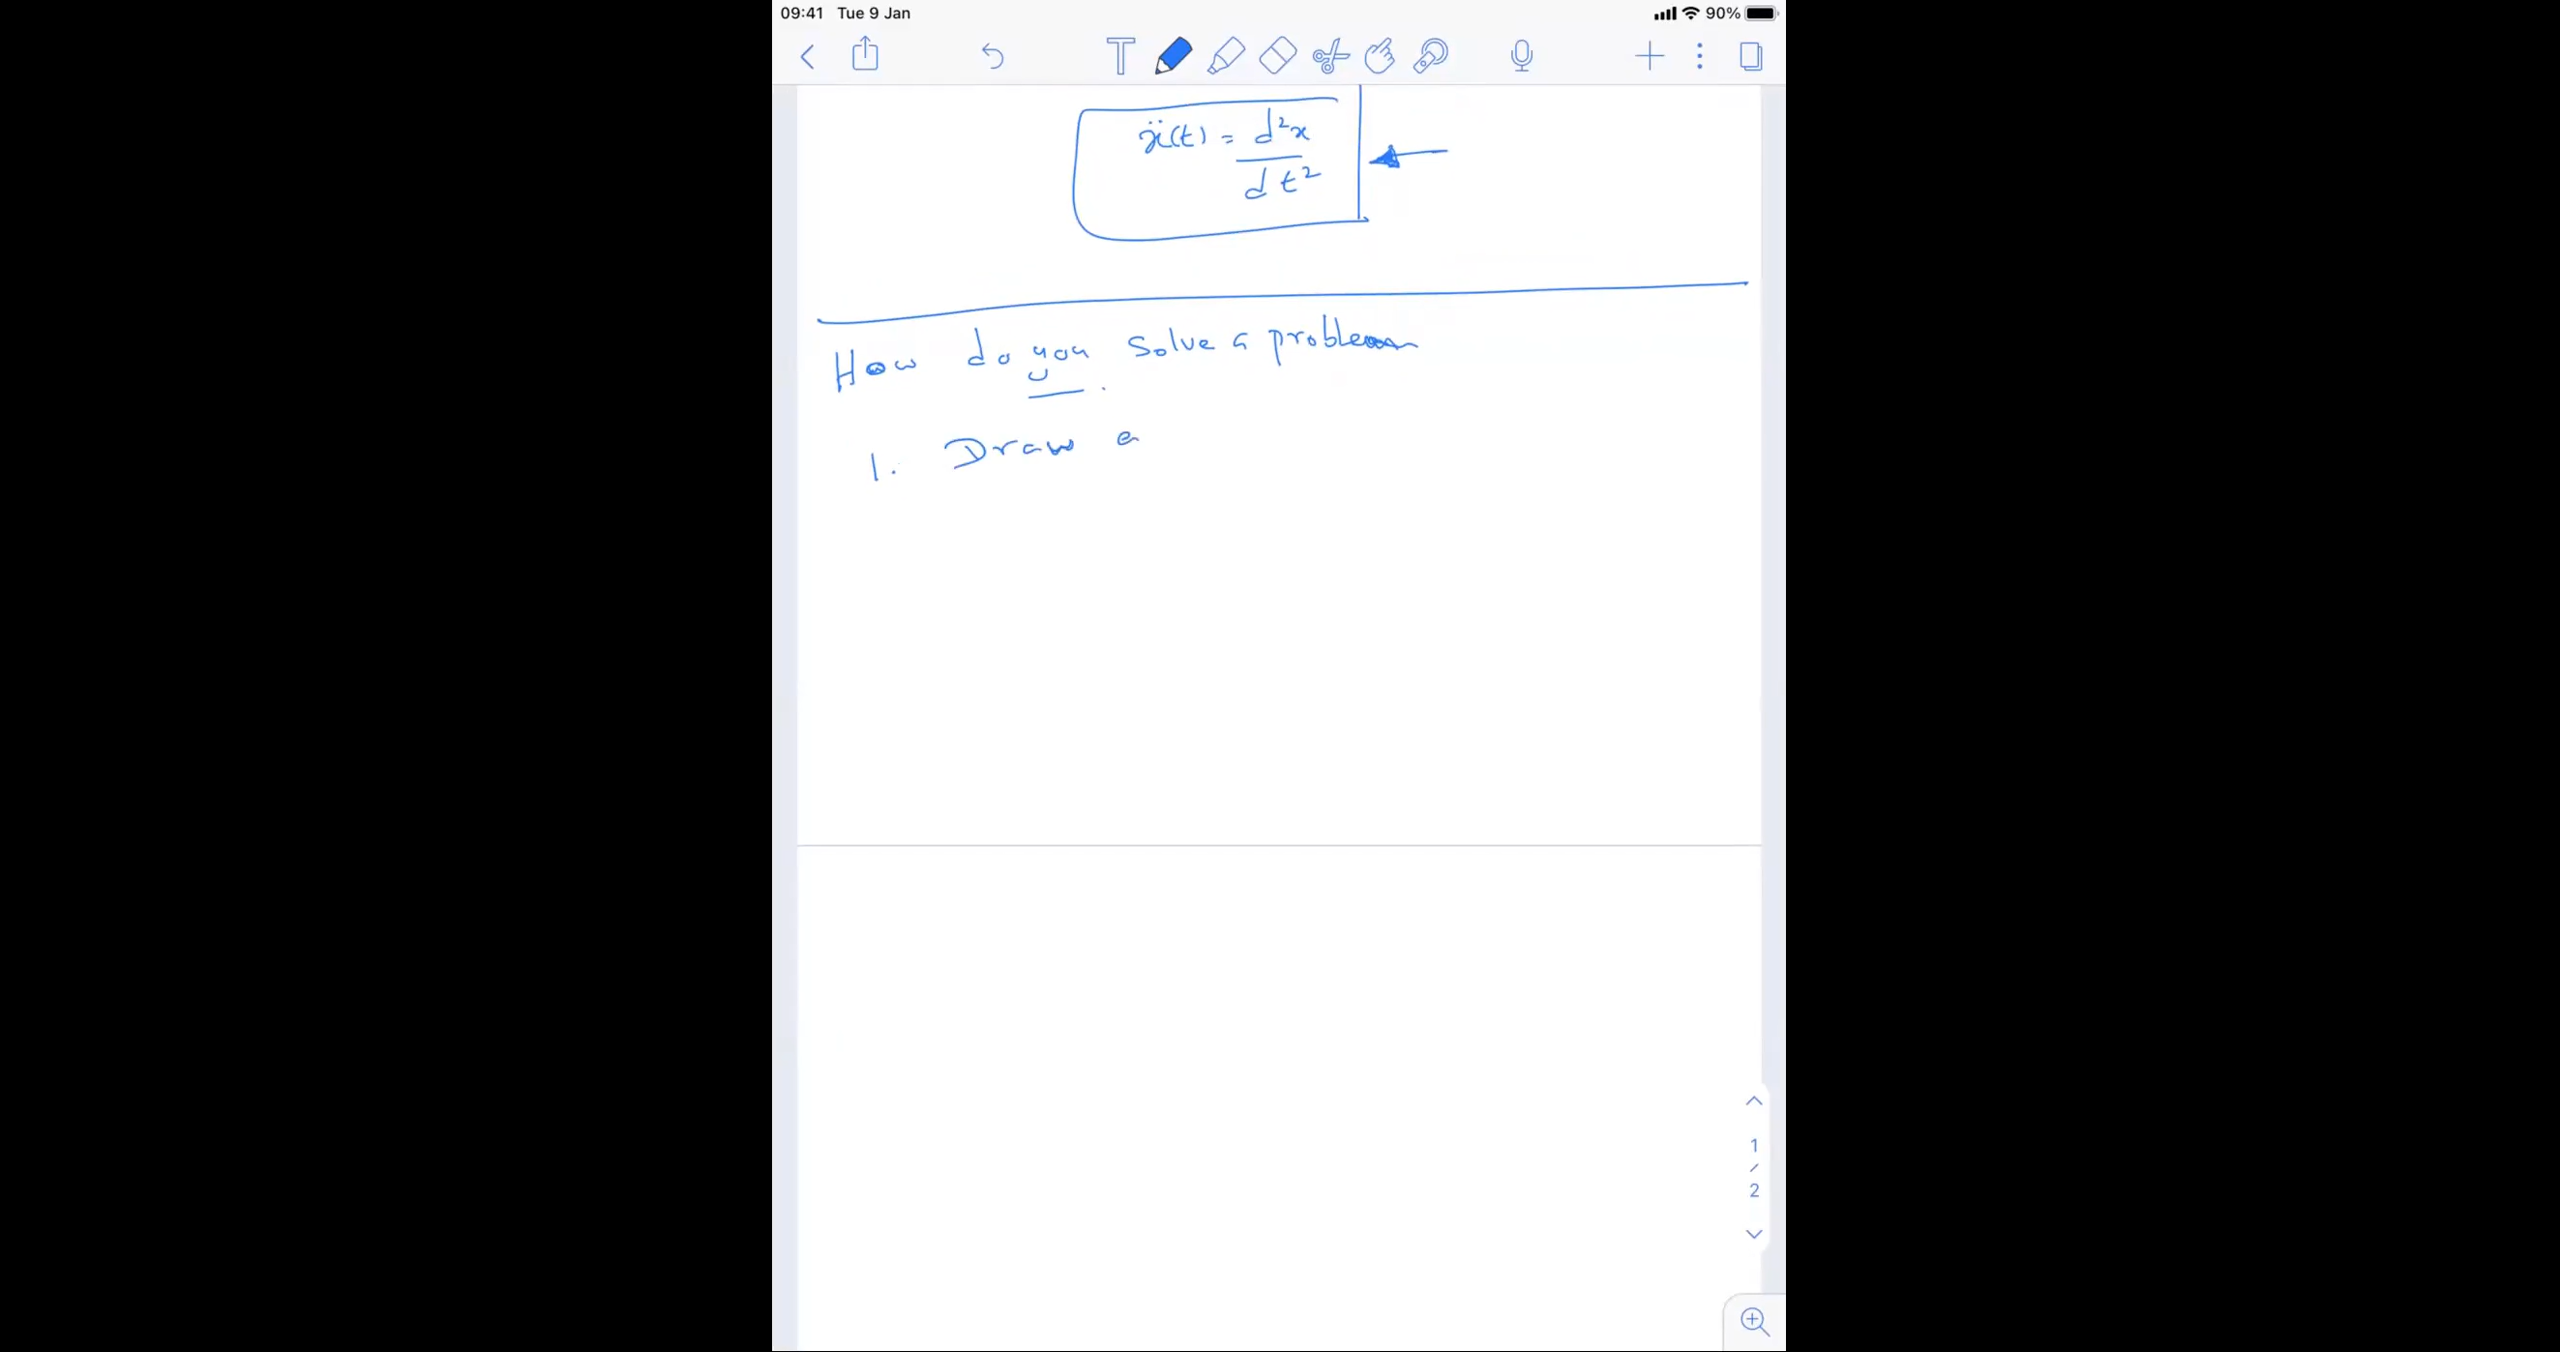 09:41 Tue 9 Jan
90%
ẍ(t) = d²x
dt²
How do you solve a problem
1. Draw a
1
/
2